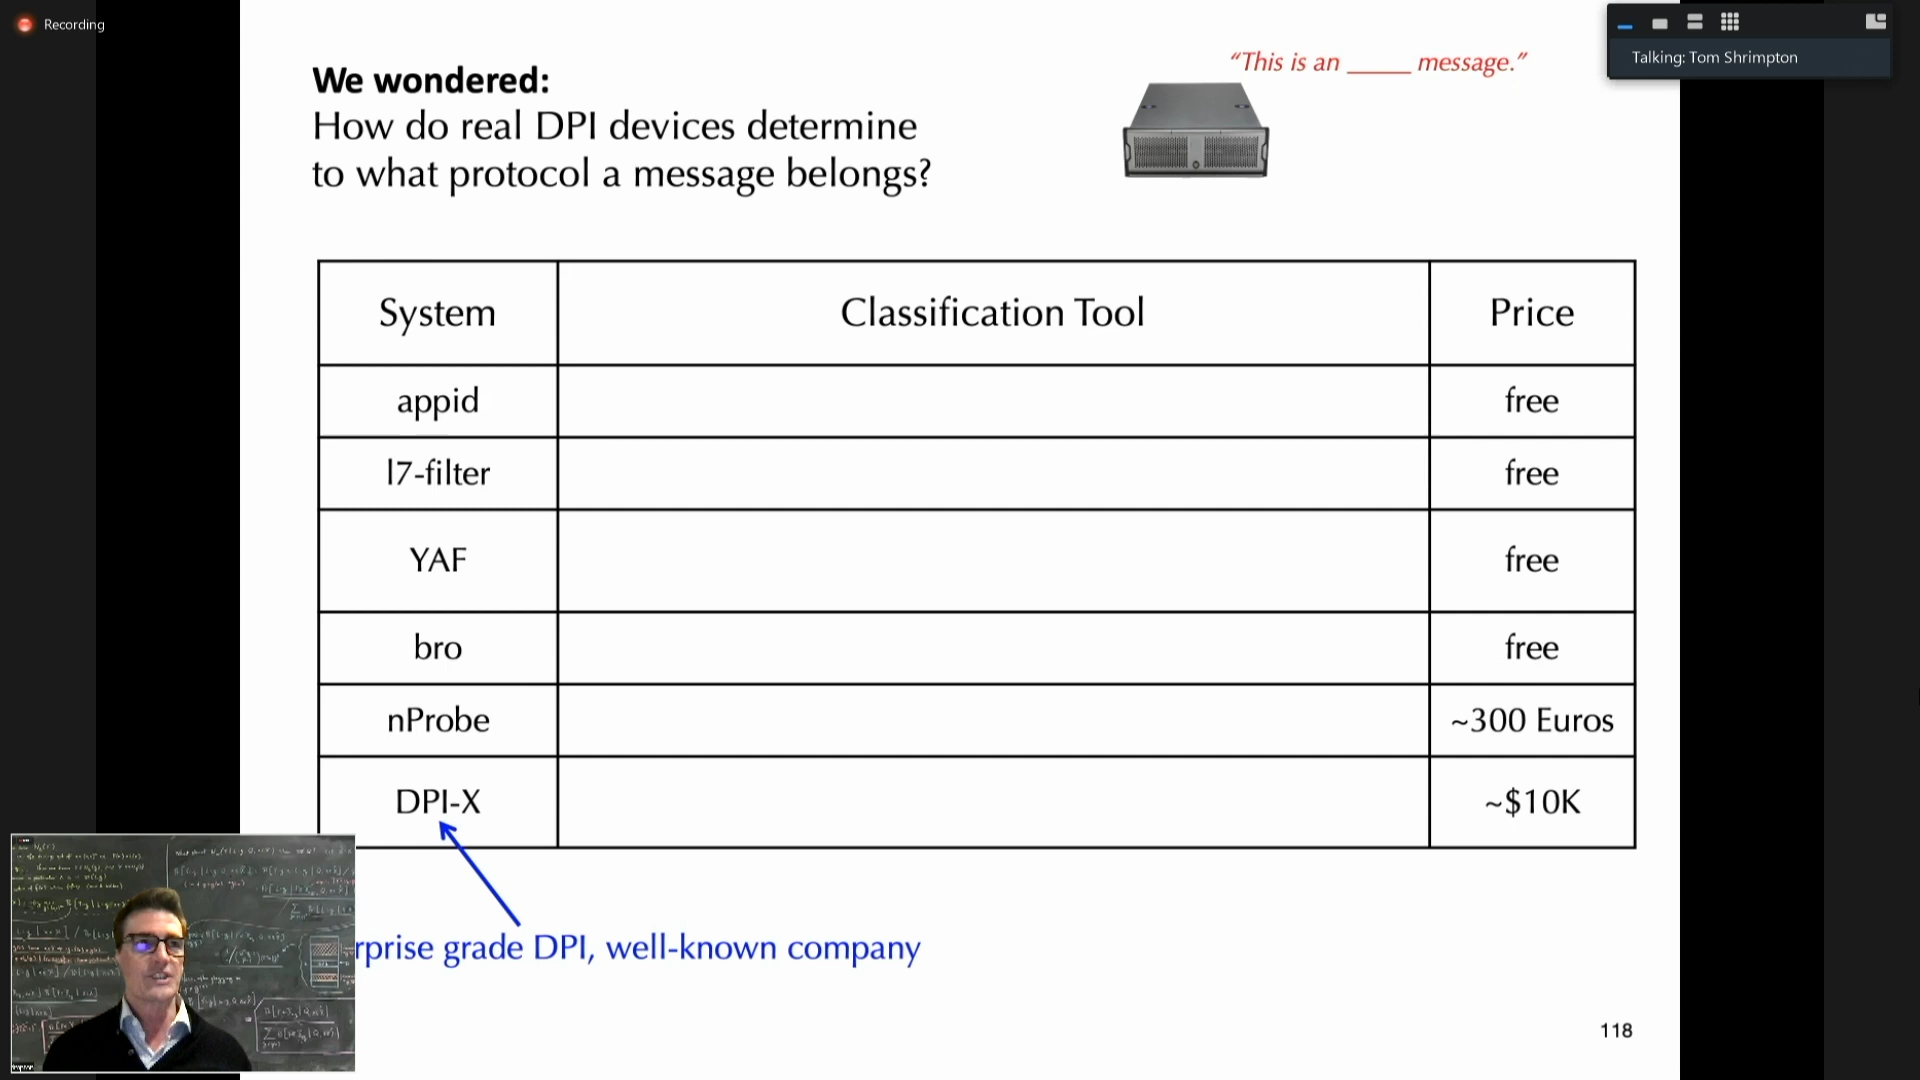 Recording
Talking: Tom Shrimpton
“This is an _____ message.”
We wondered:
How do real DPI devices determine
to what protocol a message belongs?
System Classification Tool Price
appid free
l7-filter free
YAF free
bro free
nProbe ~300 Euros
DPI-X ~$10K
rprise grade DPI, well-known company
118